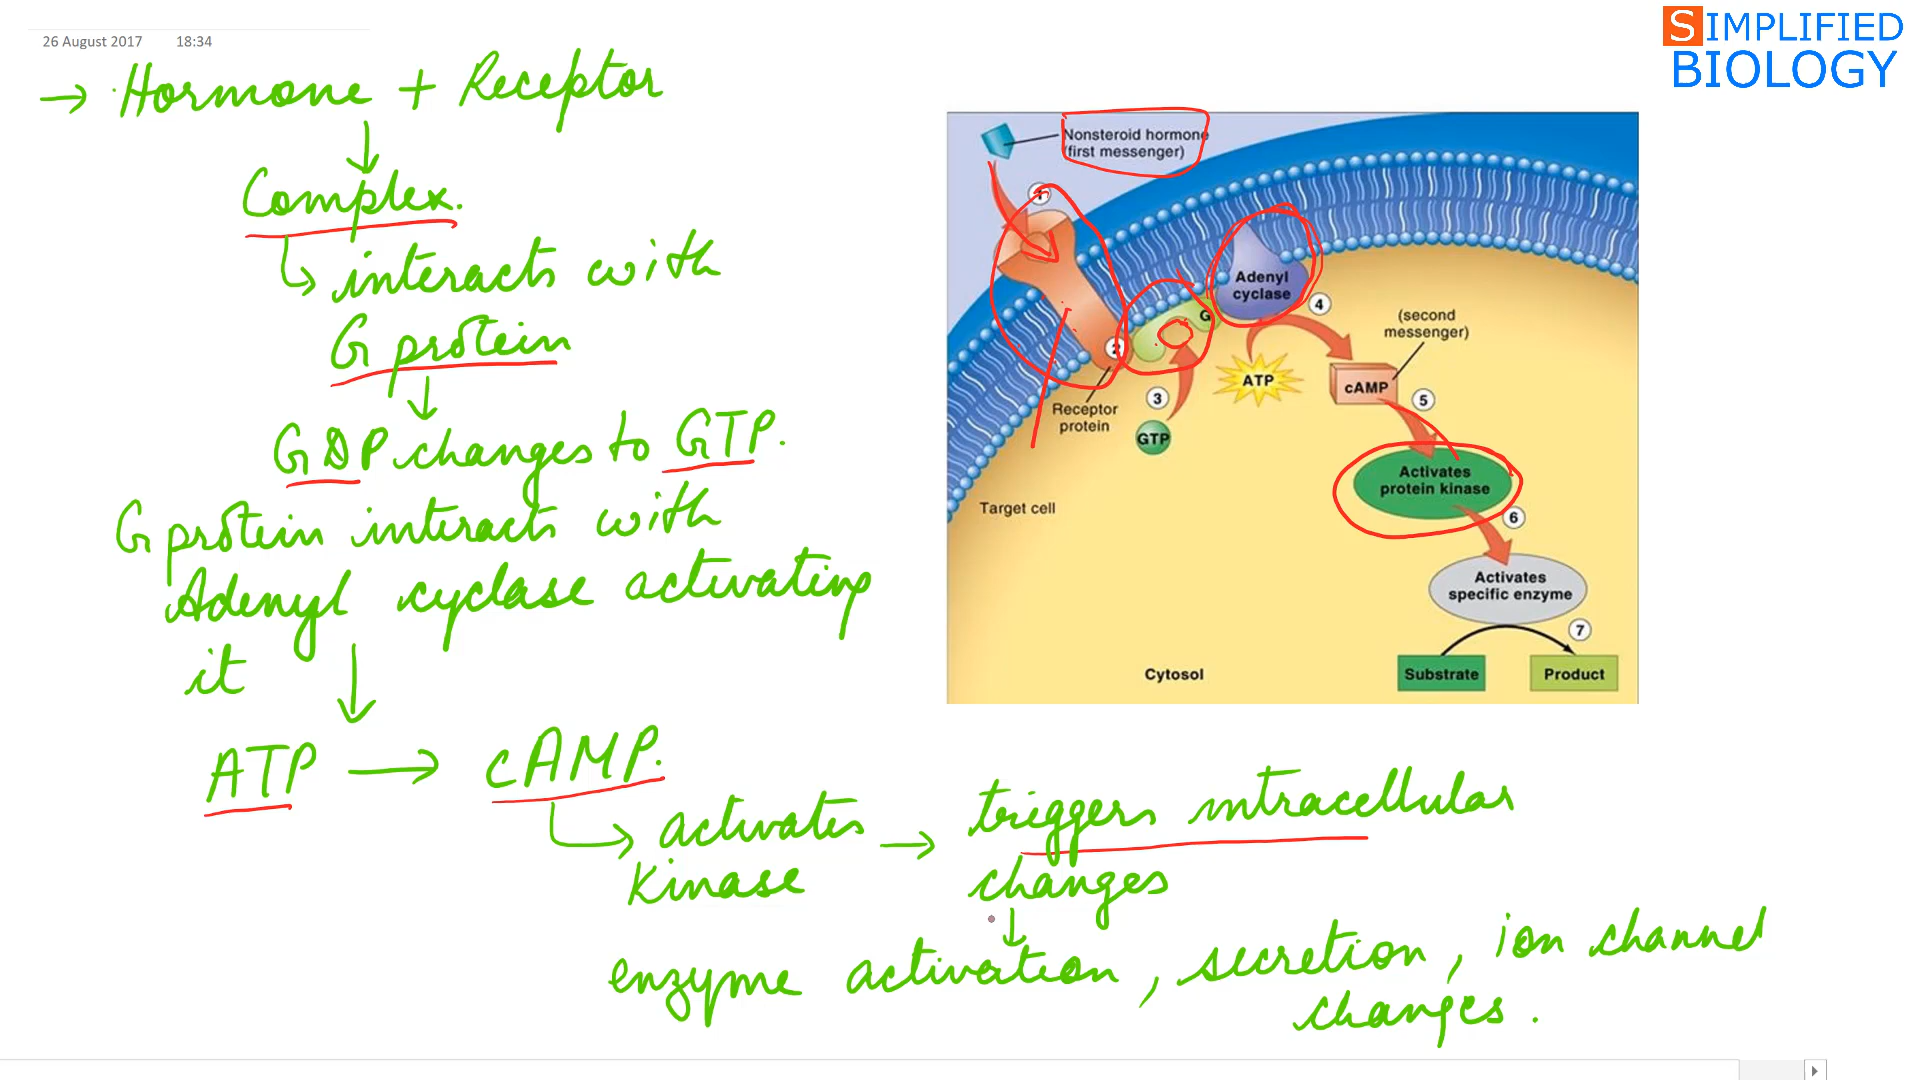 26 August 2017 18:34
SIMPLIFIED
BIOLOGY
→ Hormone + Receptor
↓
Complex.
↳ interacts with
G protein
↓
GDP changes to GTP.
G protein interacts with
Adenyl cyclase activating
it
↓
ATP → cAMP.
↳ activates → triggers intracellular
kinase changes
↓
enzyme activation, secretion, ion channel
changes.
Nonsteroid hormone
(first messenger)
1
Adenyl
cyclase
G
2
4
(second
messenger)
ATP
cAMP
3
5
Receptor
protein
GTP
Activates
protein kinase
Target cell
6
Activates
specific enzyme
7
Cytosol
Substrate
Product